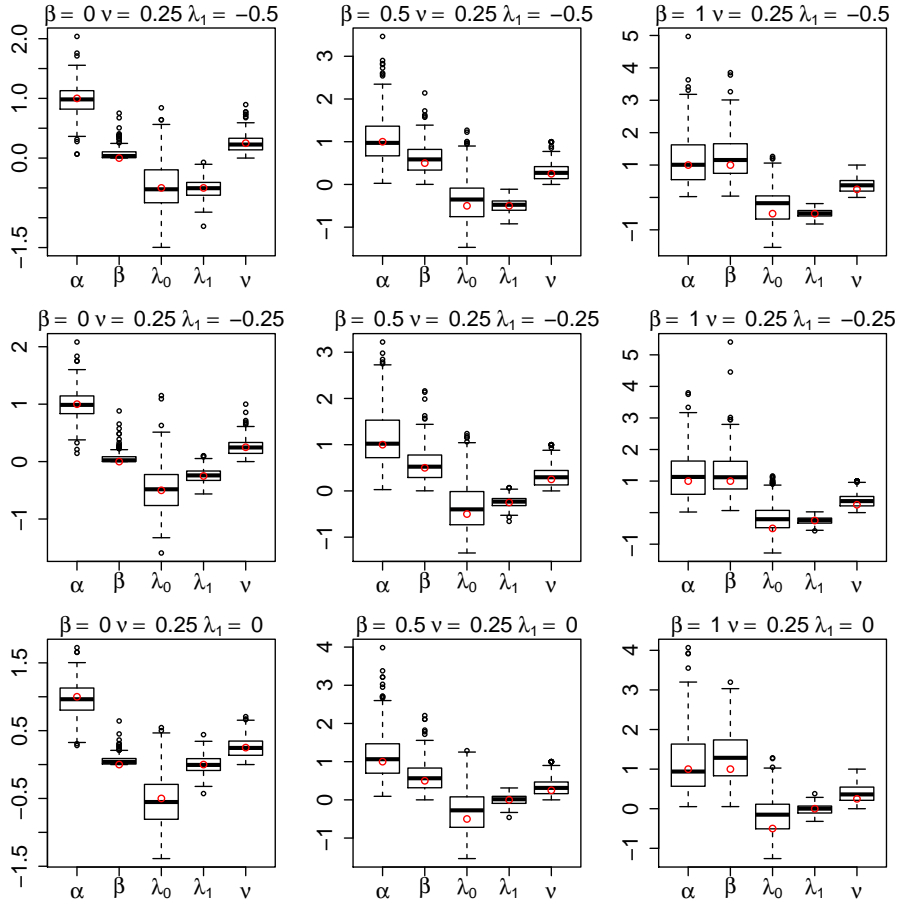 β = 0 ν = 0.25 λ₁ = −0.5
2.0
1.0
0.0
−1.5
α β λ₀ λ₁ ν
β = 0.5 ν = 0.25 λ₁ = −0.5
3
2
1
0
−1
α β λ₀ λ₁ ν
β = 1 ν = 0.25 λ₁ = −0.5
5
4
3
2
1
−1
α β λ₀ λ₁ ν
β = 0 ν = 0.25 λ₁ = −0.25
2
1
0
−1
α β λ₀ λ₁ ν
β = 0.5 ν = 0.25 λ₁ = −0.25
3
2
1
0
−1
α β λ₀ λ₁ ν
β = 1 ν = 0.25 λ₁ = −0.25
5
4
3
2
1
−1
α β λ₀ λ₁ ν
β = 0 ν = 0.25 λ₁ = 0
1.5
0.5
−0.5
−1.5
α β λ₀ λ₁ ν
β = 0.5 ν = 0.25 λ₁ = 0
4
3
2
1
0
−1
α β λ₀ λ₁ ν
β = 1 ν = 0.25 λ₁ = 0
4
3
2
1
0
−1
α β λ₀ λ₁ ν